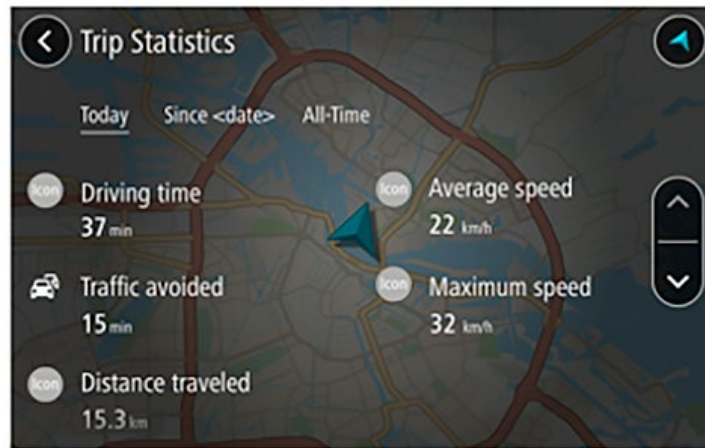 Trip Statistics
Today Since <date> All-Time
Icon Driving time
37 min
Icon Average speed
22 km/h
Traffic avoided
15 min
Icon Maximum speed
32 km/h
Icon Distance traveled
15.3 km